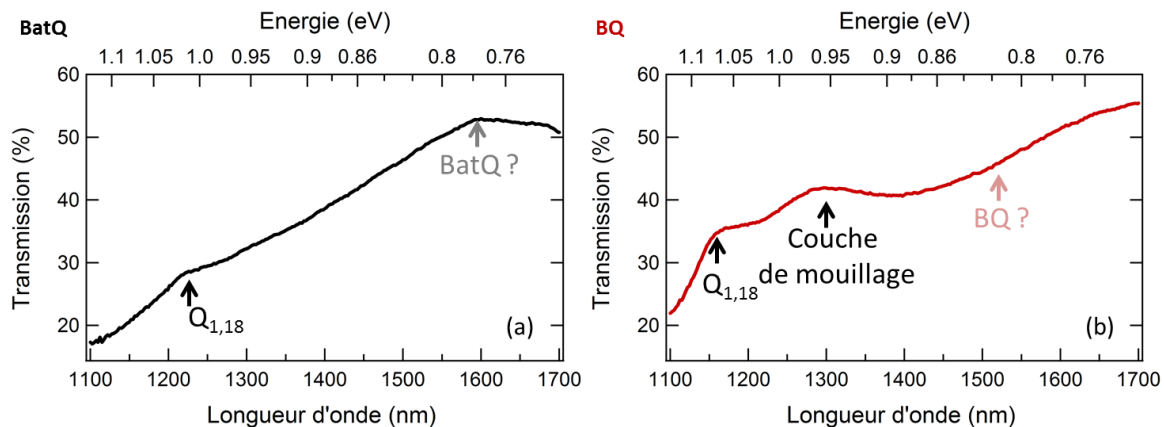 BatQ
Energie (eV)
1.1 1.05 1.0 0.95 0.9 0.86 0.8 0.76
Transmission (%)
60
50
40
30
20
BatQ ?
Q1,18
(a)
1100 1200 1300 1400 1500 1600 1700
Longueur d'onde (nm)
BQ
Energie (eV)
1.1 1.05 1.0 0.95 0.9 0.86 0.8 0.76
Transmission (%)
60
50
40
30
20
Q1,18
Couche
de mouillage
BQ ?
(b)
1100 1200 1300 1400 1500 1600 1700
Longueur d'onde (nm)